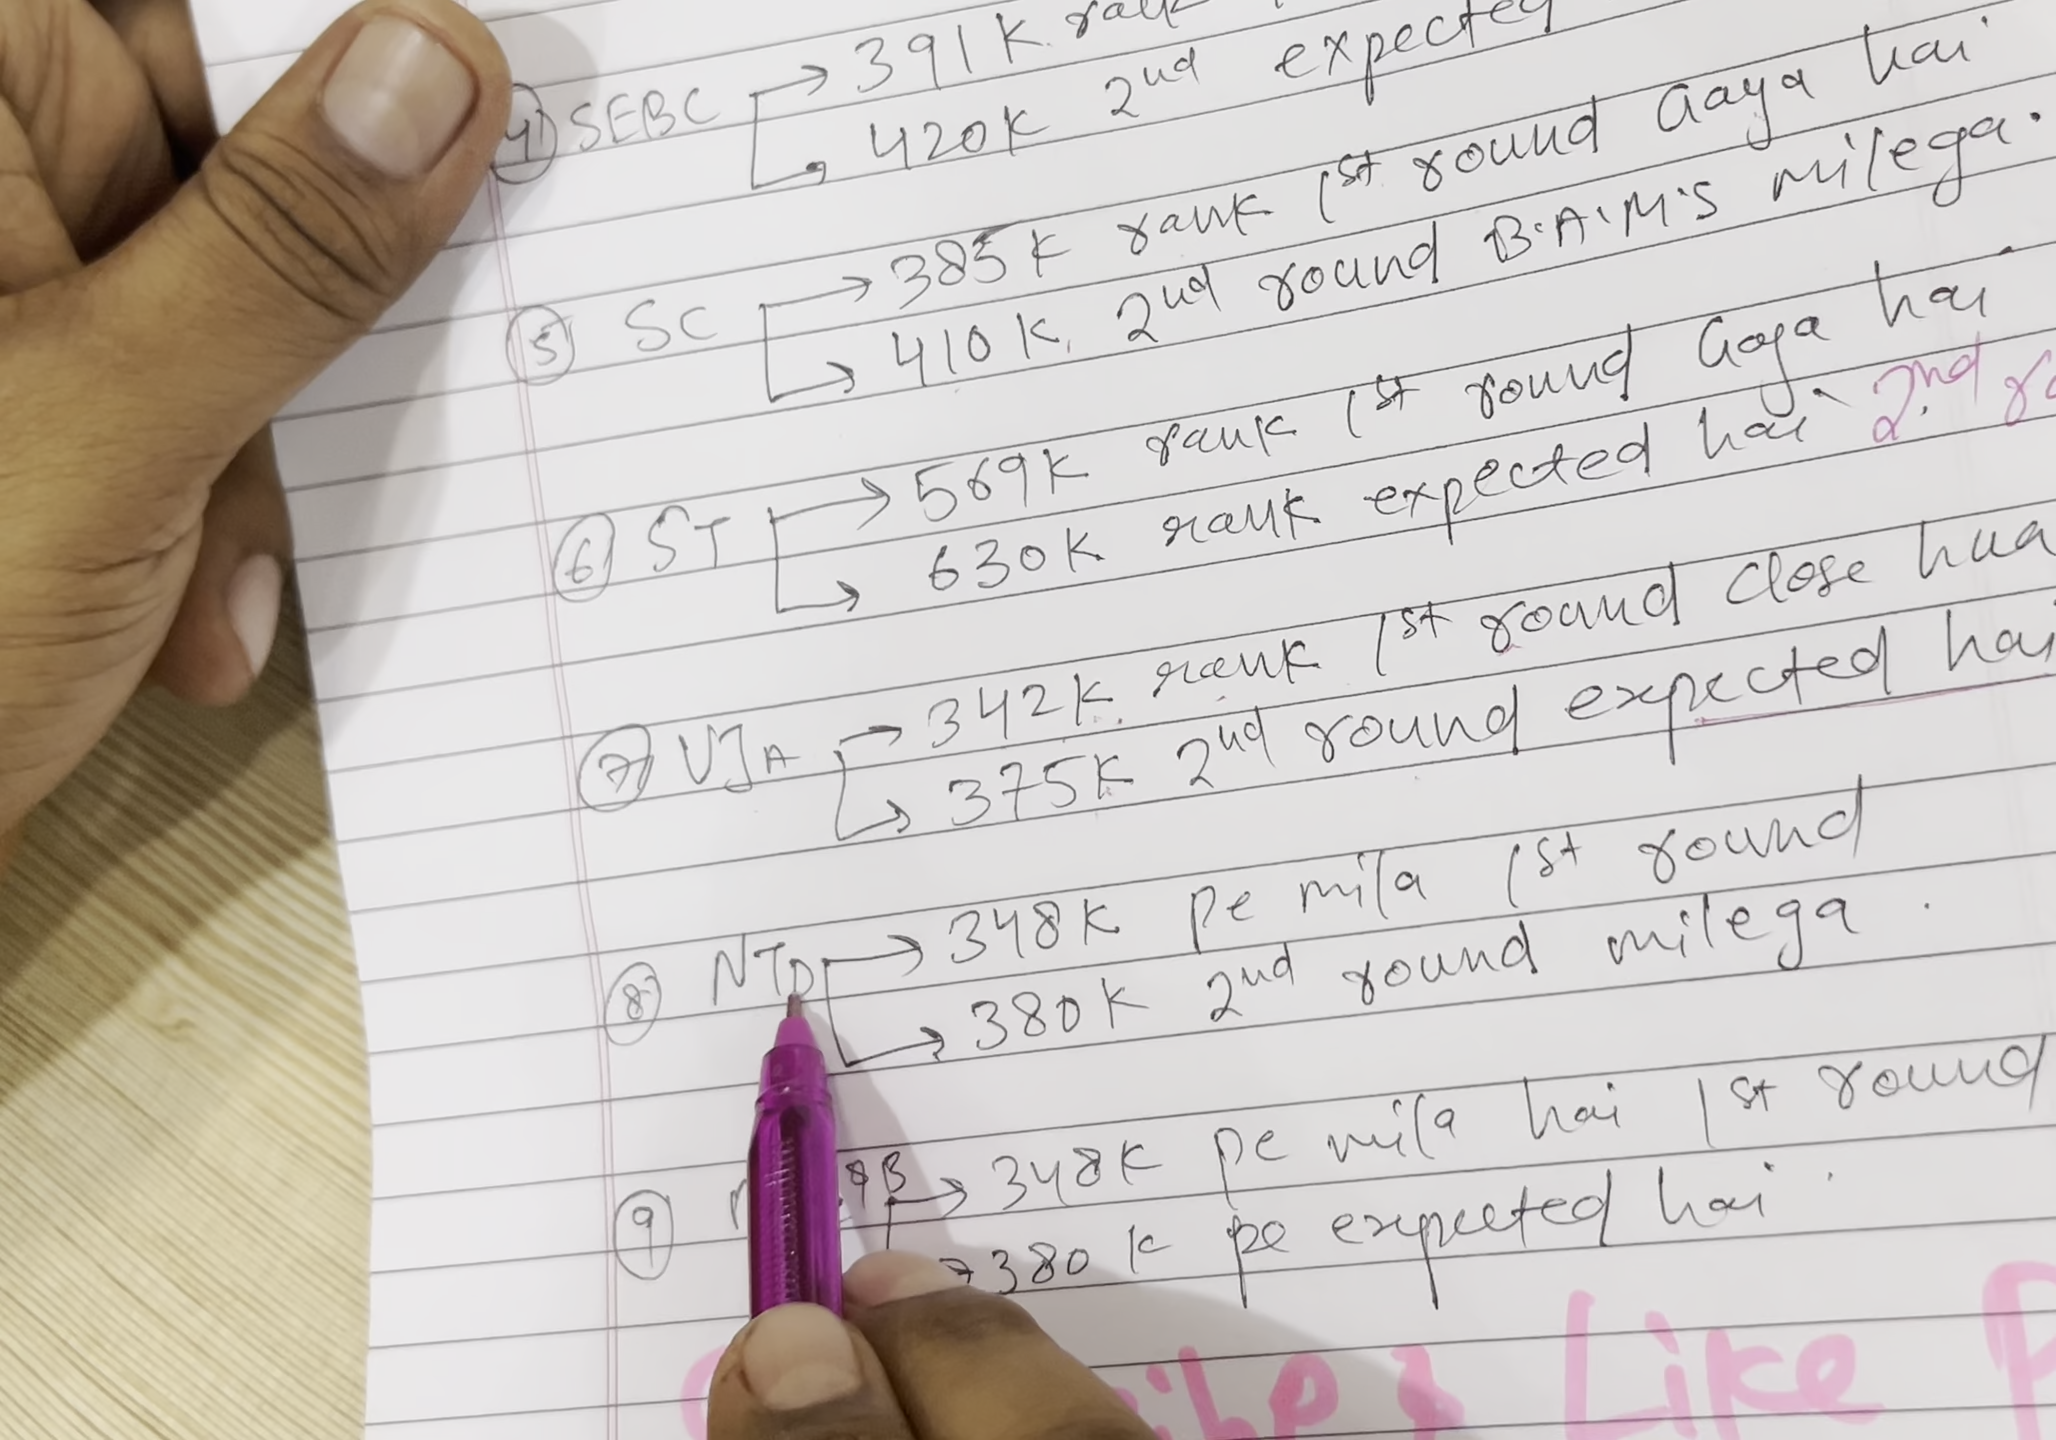 4) SEBC → 391K rank
→ 420K 2nd expected
5) SC → 385K rank 1st round aaya hai
→ 410K 2nd round B.A.M.S milega.
6) ST → 569K rank 1st round aaya hai
→ 630K rank expected hai 2nd
7) VJA → 342K rank 1st round close hua
→ 375K 2nd round expected hai
8) NTD → 348K pe mila 1st round
→ 380K 2nd round milega.
9) → 348K pe mila hai 1st round
→ 380K pe expected hai.
& Like